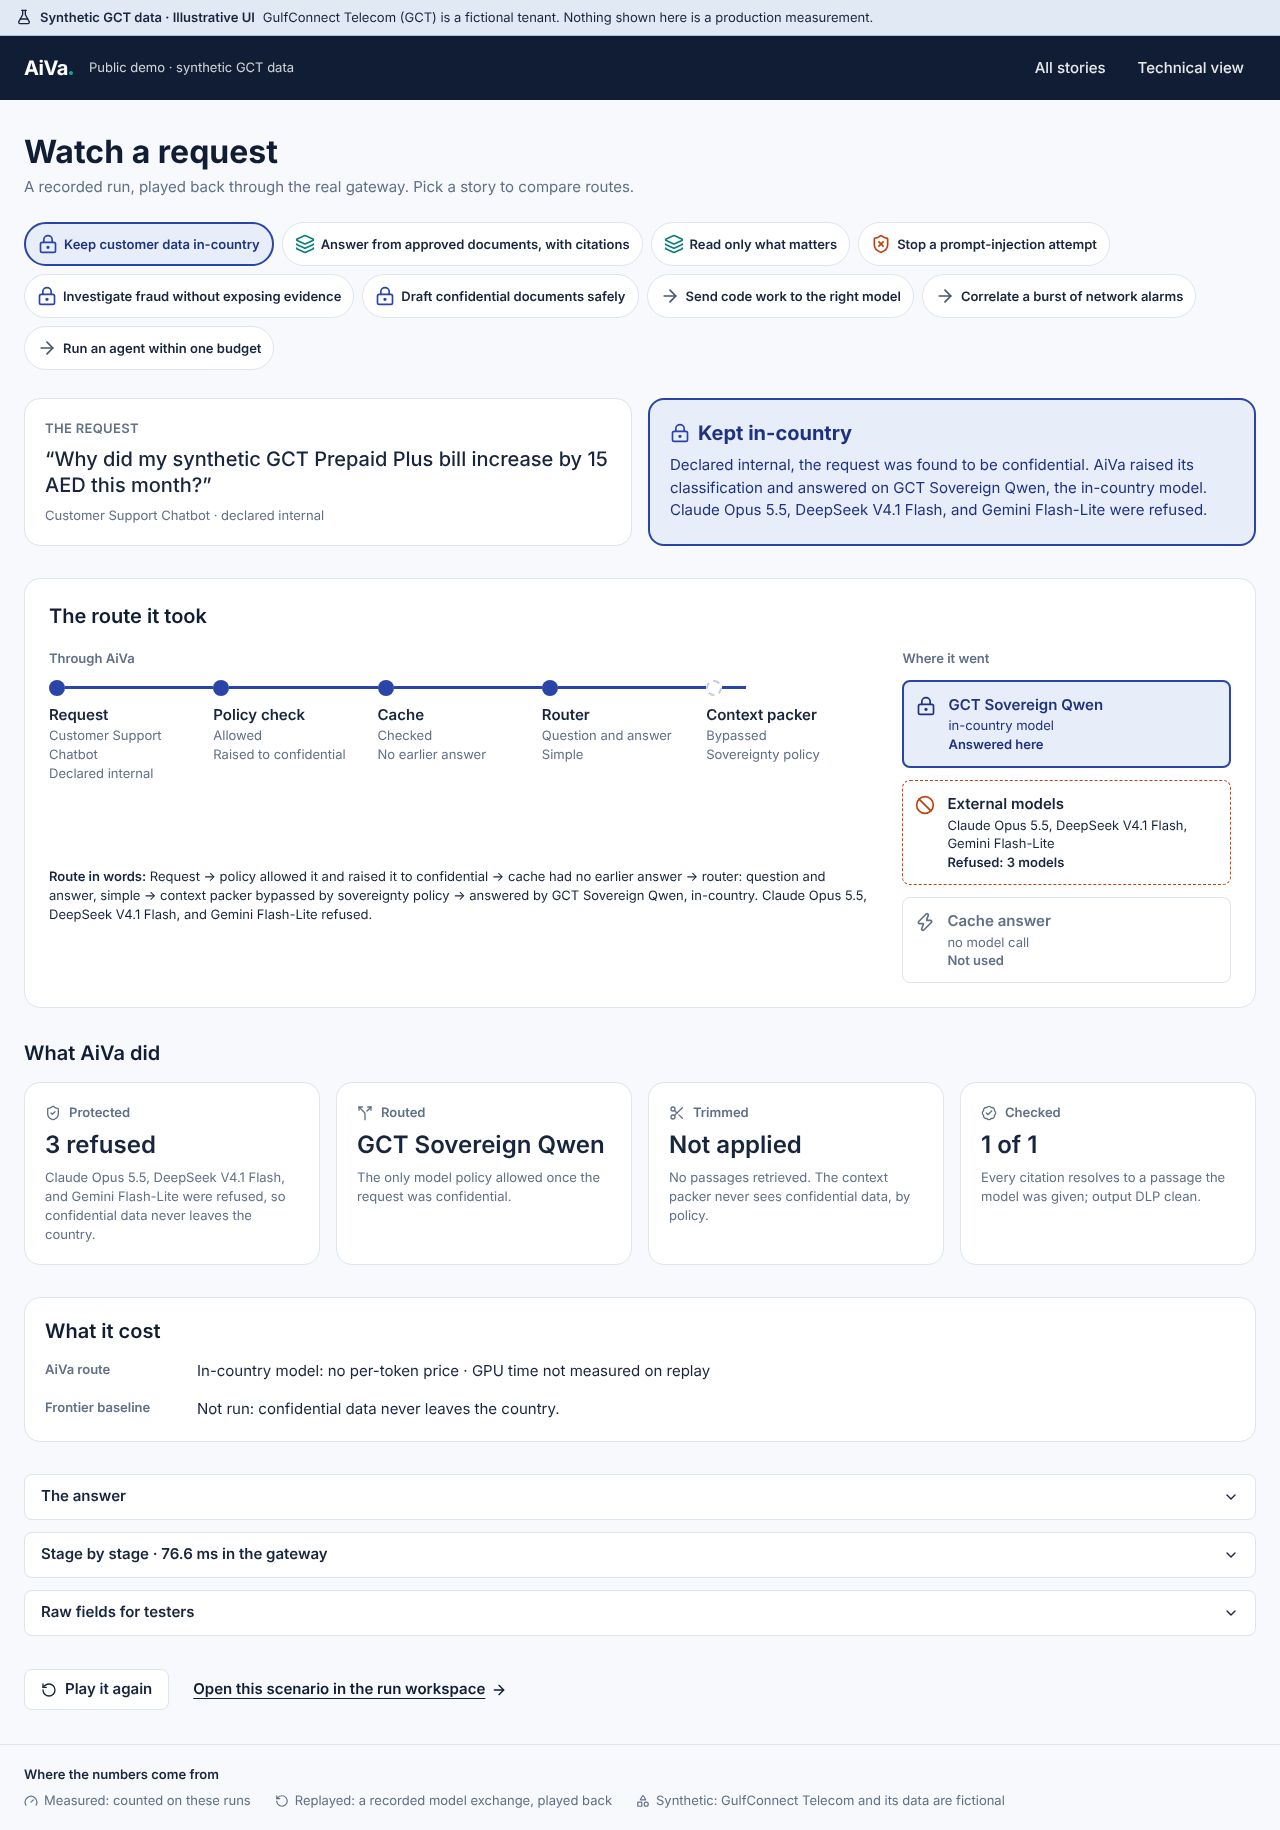 Synthetic GCT data · Illustrative UI GulfConnect Telecom (GCT) is a fictional tenant. Nothing shown here is a production measurement.
AiVa. Public demo · synthetic GCT data
All stories Technical view
Watch a request
A recorded run, played back through the real gateway. Pick a story to compare routes.
Keep customer data in-country
Answer from approved documents, with citations
Read only what matters
Stop a prompt-injection attempt
Investigate fraud without exposing evidence
Draft confidential documents safely
Send code work to the right model
Correlate a burst of network alarms
Run an agent within one budget
THE REQUEST
“Why did my synthetic GCT Prepaid Plus bill increase by 15
AED this month?”
Customer Support Chatbot · declared internal
Kept in-country
Declared internal, the request was found to be confidential. AiVa raised its
classification and answered on GCT Sovereign Qwen, the in-country model.
Claude Opus 5.5, DeepSeek V4.1 Flash, and Gemini Flash-Lite were refused.
The route it took
Through AiVa
Request
Customer Support
Chatbot
Declared internal
Policy check
Allowed
Raised to confidential
Cache
Checked
No earlier answer
Router
Question and answer
Simple
Context packer
Bypassed
Sovereignty policy
Route in words: Request → policy allowed it and raised it to confidential → cache had no earlier answer → router: question and
answer, simple → context packer bypassed by sovereignty policy → answered by GCT Sovereign Qwen, in-country. Claude Opus 5.5,
DeepSeek V4.1 Flash, and Gemini Flash-Lite refused.
Where it went
GCT Sovereign Qwen
in-country model
Answered here
External models
Claude Opus 5.5, DeepSeek V4.1 Flash,
Gemini Flash-Lite
Refused: 3 models
Cache answer
no model call
Not used
What AiVa did
Protected
3 refused
Claude Opus 5.5, DeepSeek V4.1 Flash,
and Gemini Flash-Lite were refused, so
confidential data never leaves the
country.
Routed
GCT Sovereign Qwen
The only model policy allowed once the
request was confidential.
Trimmed
Not applied
No passages retrieved. The context
packer never sees confidential data, by
policy.
Checked
1 of 1
Every citation resolves to a passage the
model was given; output DLP clean.
What it cost
AiVa route In-country model: no per-token price · GPU time not measured on replay
Frontier baseline Not run: confidential data never leaves the country.
The answer
Stage by stage · 76.6 ms in the gateway
Raw fields for testers
Play it again
Open this scenario in the run workspace →
Where the numbers come from
Measured: counted on these runs
Replayed: a recorded model exchange, played back
Synthetic: GulfConnect Telecom and its data are fictional